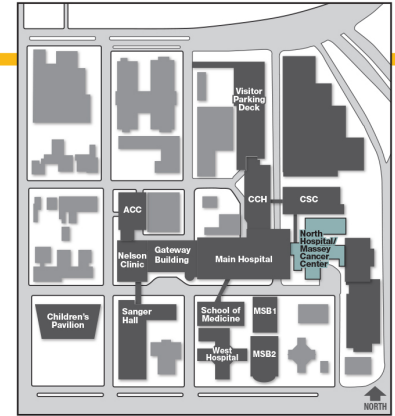 Visitor
Parking
Deck
CCH
CSC
ACC
North
Hospital/
Massey
Cancer
Center
Nelson
Clinic
Gateway
Building
Main Hospital
Children's
Pavilion
Sanger
Hall
School of
Medicine
MSB1
West
Hospital
MSB2
NORTH